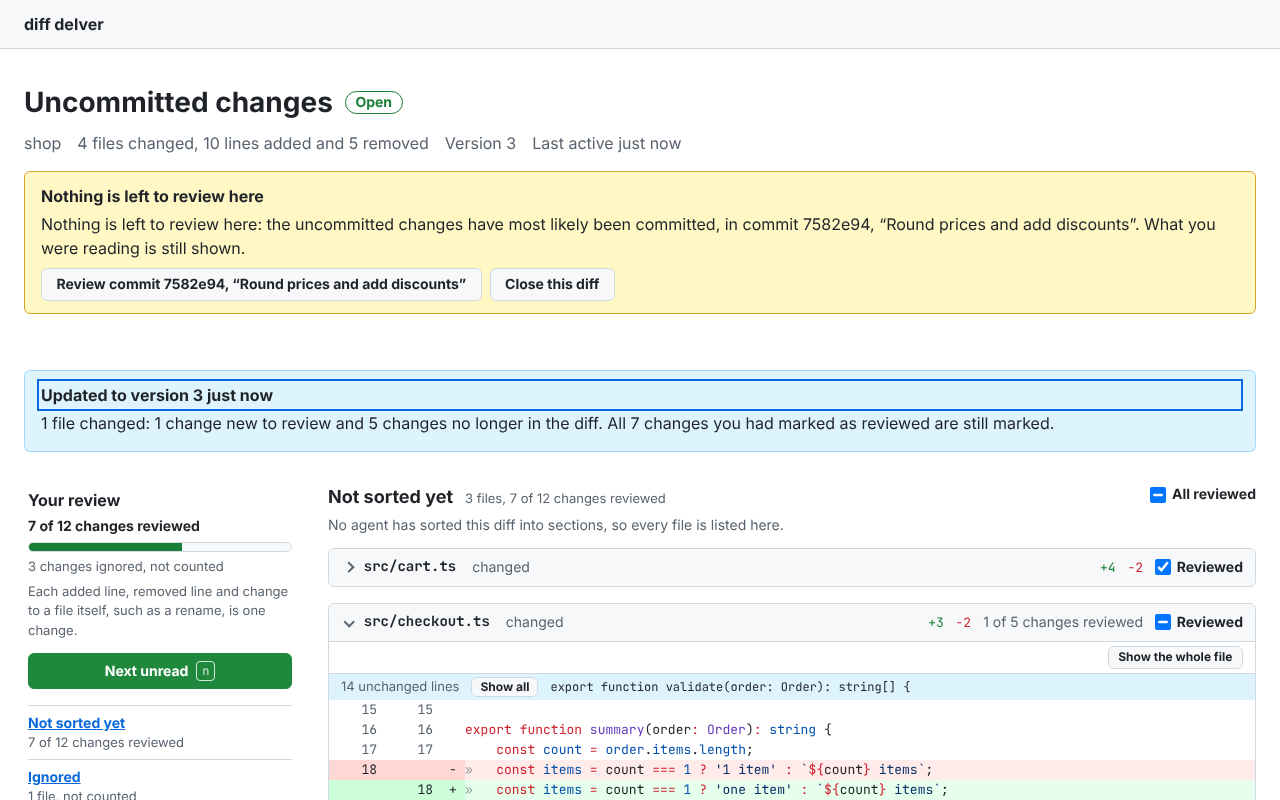 diff delver
Uncommitted changes Open
shop 4 files changed, 10 lines added and 5 removed Version 3 Last active just now
Nothing is left to review here
Nothing is left to review here: the uncommitted changes have most likely been committed, in commit 7582e94, “Round prices and add discounts”. What you
were reading is still shown.
Review commit 7582e94, “Round prices and add discounts” Close this diff
Updated to version 3 just now
1 file changed: 1 change new to review and 5 changes no longer in the diff. All 7 changes you had marked as reviewed are still marked.
Your review
7 of 12 changes reviewed
3 changes ignored, not counted
Each added line, removed line and change
to a file itself, such as a rename, is one
change.
Next unread n
Not sorted yet
7 of 12 changes reviewed
Ignored
1 file, not counted
Not sorted yet 3 files, 7 of 12 changes reviewed All reviewed
No agent has sorted this diff into sections, so every file is listed here.
src/cart.ts changed +4 -2 Reviewed
src/checkout.ts changed +3 -2 1 of 5 changes reviewed Reviewed
Show the whole file
14 unchanged lines Show all export function validate(order: Order): string[] {
15 15
16 16 export function summary(order: Order): string {
17 17 const count = order.items.length;
18 - » const items = count === 1 ? '1 item' : `${count} items`;
18 + » const items = count === 1 ? 'one item' : `${count} items`;